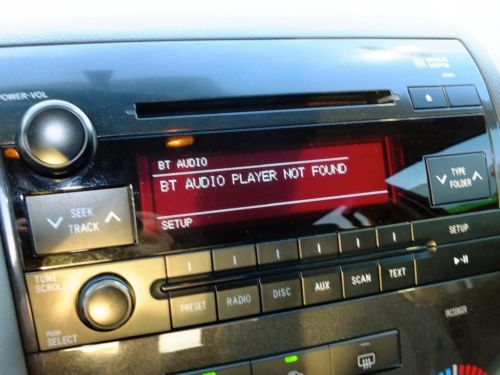 POWER•VOL
BT AUDIO
BT AUDIO PLAYER NOT FOUND
SETUP
TYPE
FOLDER
SEEK
TRACK
TUNE
SCROLL
PUSH
SELECT
PRESET
RADIO
DISC
AUX
SCAN
TEXT
SETUP
PASSENGER